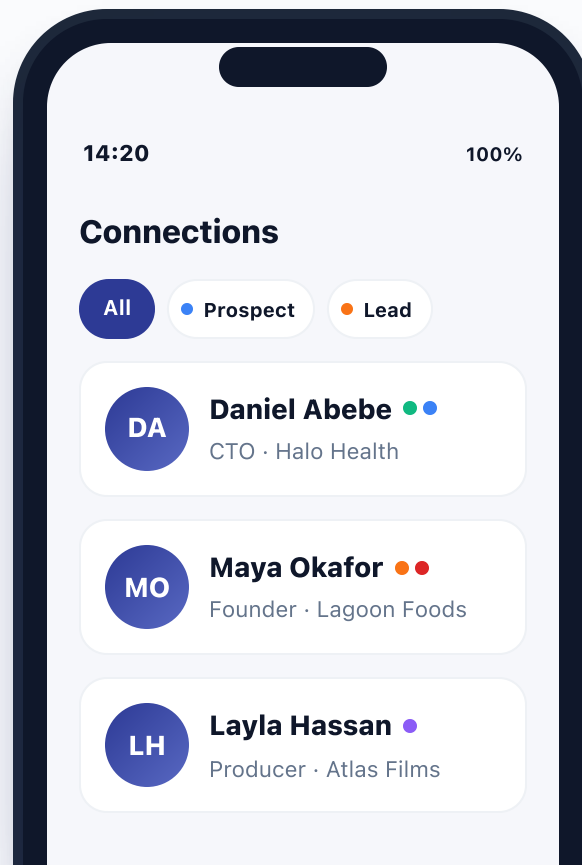 14:20 100%
Connections
All Prospect Lead
DA Daniel Abebe
CTO · Halo Health
MO Maya Okafor
Founder · Lagoon Foods
LH Layla Hassan
Producer · Atlas Films